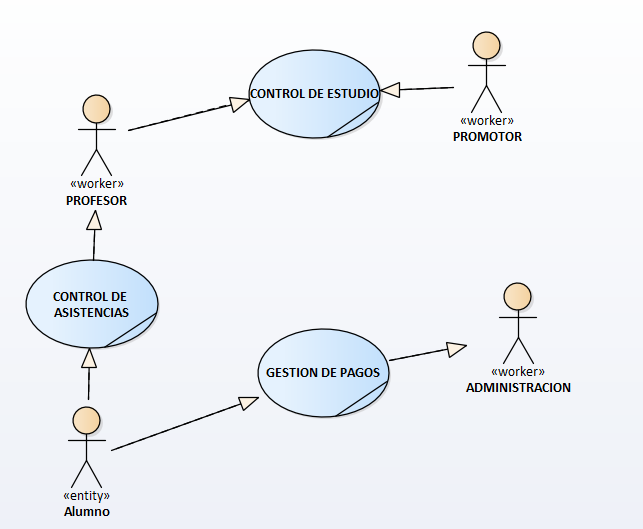 CONTROL DE ESTUDIO
«worker»
PROMOTOR
«worker»
PROFESOR
CONTROL DE
ASISTENCIAS
GESTION DE PAGOS
«worker»
ADMINISTRACION
«entity»
Alumno